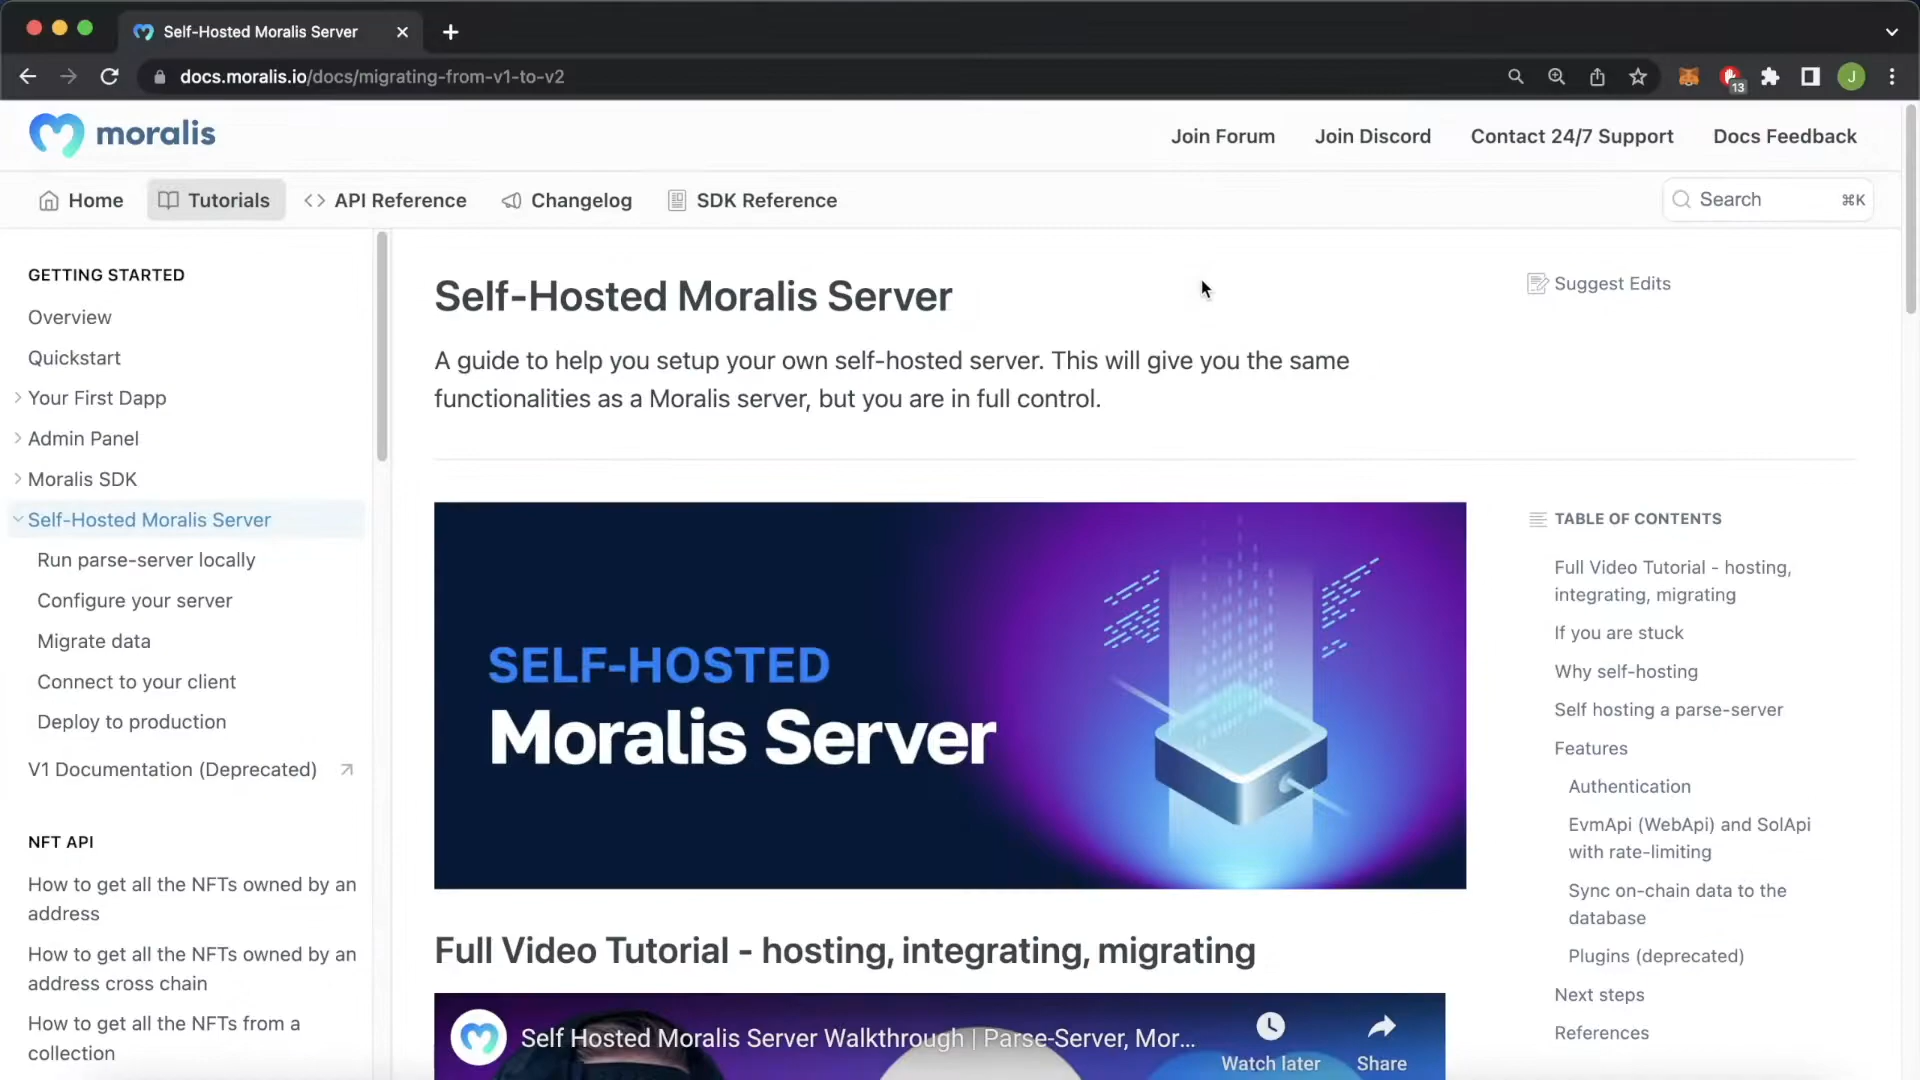 Self-Hosted Moralis Server
docs.moralis.io/docs/migrating-from-v1-to-v2
13
J
moralis
Join Forum
Join Discord
Contact 24/7 Support
Docs Feedback
Home
Tutorials
API Reference
Changelog
SDK Reference
Search
⌘K
GETTING STARTED
Overview
Quickstart
Your First Dapp
Admin Panel
Moralis SDK
Self-Hosted Moralis Server
Run parse-server locally
Configure your server
Migrate data
Connect to your client
Deploy to production
V1 Documentation (Deprecated)
NFT API
How to get all the NFTs owned by an
address
How to get all the NFTs owned by an
address cross chain
How to get all the NFTs from a
collection
Self-Hosted Moralis Server
Suggest Edits
A guide to help you setup your own self-hosted server. This will give you the same
functionalities as a Moralis server, but you are in full control.
SELF-HOSTED
Moralis Server
Full Video Tutorial - hosting, integrating, migrating
Self Hosted Moralis Server Walkthrough | Parse-Server, Mor...
Watch later
Share
TABLE OF CONTENTS
Full Video Tutorial - hosting,
integrating, migrating
If you are stuck
Why self-hosting
Self hosting a parse-server
Features
Authentication
EvmApi (WebApi) and SolApi
with rate-limiting
Sync on-chain data to the
database
Plugins (deprecated)
Next steps
References